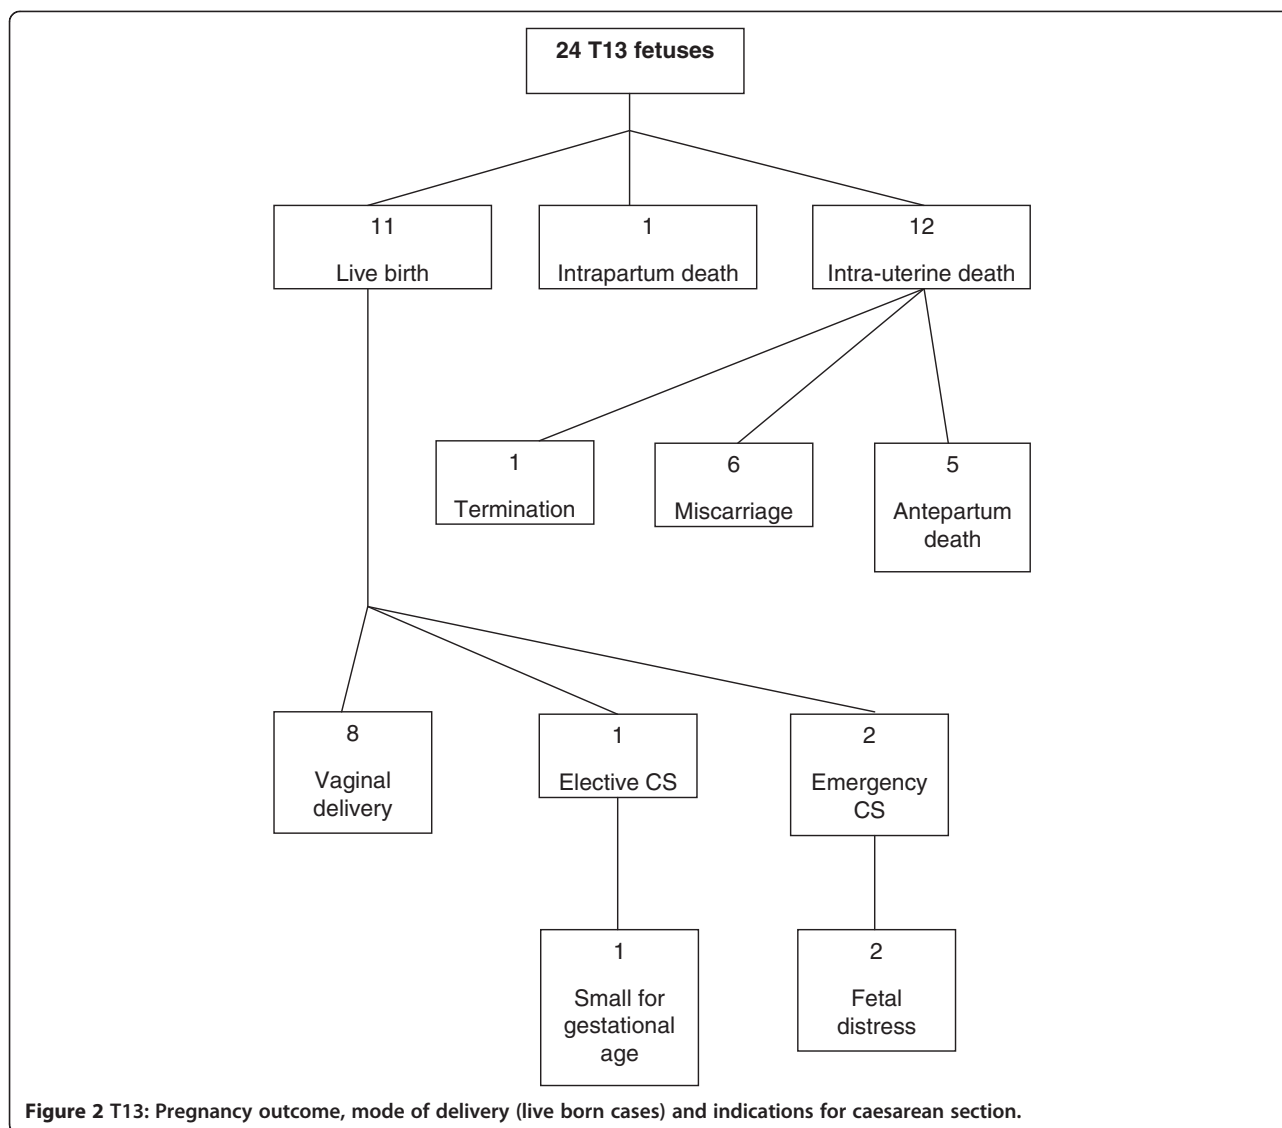 24 T13 fetuses
11
Live birth
1
Intrapartum death
12
Intra-uterine death
1
Termination
6
Miscarriage
5
Antepartum
death
8
Vaginal
delivery
1
Elective CS
2
Emergency
CS
1
Small for
gestational
age
2
Fetal
distress
Figure 2 T13: Pregnancy outcome, mode of delivery (live born cases) and indications for caesarean section.